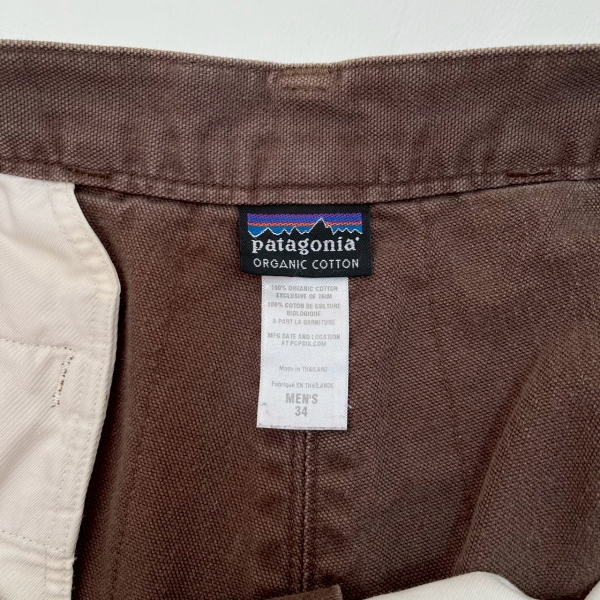 patagonia®
ORGANIC COTTON
100% ORGANIC COTTON
EXCLUSIVE OF TRIM
100% COTON DE CULTURE
BIOLOGIQUE
À PART LA GARNITURE
MFG DATE AND LOCATION
AT PCPSIX.COM
Made in THAILAND
Fabriqué EN THAÏLANDE
MEN'S
34